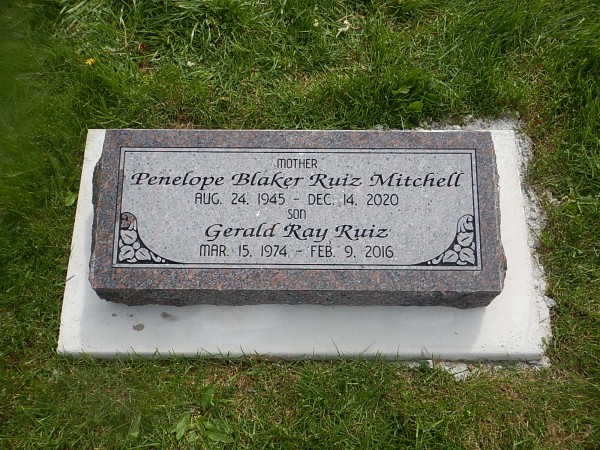 MOTHER
Penelope Blaker Ruiz Mitchell
AUG. 24. 1945 - DEC. 14. 2020
SON
Gerald Ray Ruiz
MAR. 15. 1974 - FEB. 9. 2016